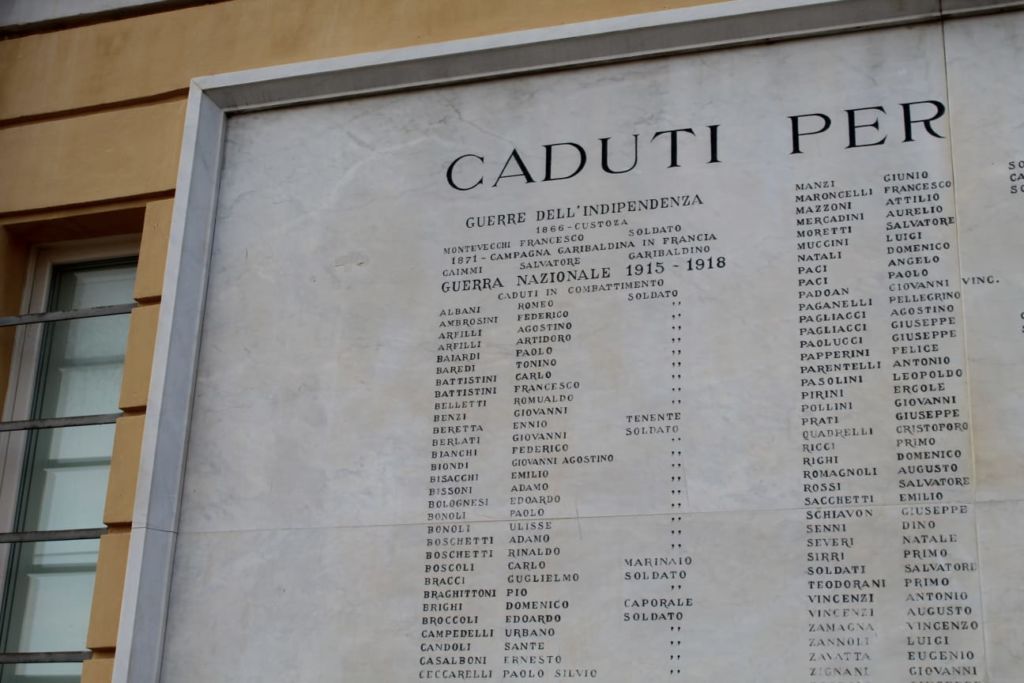 CADUTI PER
GUERRE DELL'INDIPENDENZA
1866 - CUSTOZA
MONTEVECCHI FRANCESCO SOLDATO
1871 - CAMPAGNA GARIBALDINA IN FRANCIA
CAIMMI SALVATORE GARIBALDINO
GUERRA NAZIONALE 1915 - 1918
CADUTI IN COMBATTIMENTO
ALBANI ROMEO SOLDATO
AMBROSINI FEDERICO ,,
ARFILLI AGOSTINO ,,
ARFILLI ARTIDORO ,,
BAIARDI PAOLO ,,
BAREDI TONINO ,,
BATTISTINI CARLO ,,
BATTISTINI FRANCESCO ,,
BELLETTI ROMUALDO ,,
BENZI GIOVANNI ,,
BERETTA ENNIO TENENTE
BERLATI GIOVANNI SOLDATO
BIANCHI FEDERICO ,,
BIONDI GIOVANNI AGOSTINO ,,
BISACCHI EMILIO ,,
BISSONI ADAMO ,,
BOLOGNESI EDOARDO ,,
BONOLI PAOLO ,,
BONOLI ULISSE ,,
BOSCHETTI ADAMO ,,
BOSCHETTI RINALDO ,,
BOSCOLI CARLO MARINAIO
BRACCI GUGLIELMO SOLDATO
BRAGHITTONI PIO ,,
BRIGHI DOMENICO CAPORALE
BROCCOLI EDOARDO SOLDATO
CAMPEDELLI URBANO ,,
CANDOLI SANTE ,,
CASALBONI ERNESTO ,,
CECCARELLI PAOLO SILVIO ,,
MANZI GIUNIO
MARONCELLI FRANCESCO
MAZZONI ATTILIO
MERCADINI AURELIO
MORETTI SALVATORE
MUCCINI LUIGI
NATALI DOMENICO
PACI ANGELO
PACI PAOLO
PADOAN GIOVANNI VINC.
PAGANELLI PELLEGRINO
PAGLIACCI AGOSTINO
PAGLIACCI GIUSEPPE
PAOLUCCI GIUSEPPE
PAPPERINI FELICE
PARENTELLI ANTONIO
PASOLINI LEOPOLDO
PIRINI ERCOLE
POLLINI GIOVANNI
PRATI GIUSEPPE
QUADRELLI CRISTOFORO
RICCI PRIMO
RIGHI DOMENICO
ROMAGNOLI AUGUSTO
ROSSI SALVATORE
SACCHETTI EMILIO
SCHIAVON GIUSEPPE
SENNI DINO
SEVERI NATALE
SIRRI PRIMO
SOLDATI SALVATORE
TEODORANI PRIMO
VINCENZI ANTONIO
VINCENZI AUGUSTO
ZAMAGNA VINCENZO
ZANNOLI LUIGI
ZAVATTA EUGENIO
ZIGNANI GIOVANNI